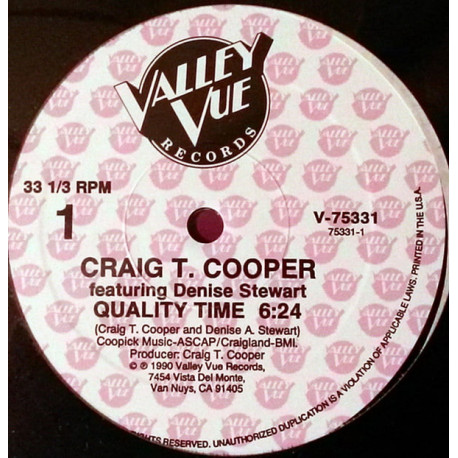 VALLEY
VUE
RECORDS
33 1/3 RPM
1
V-75331
75331-1
CRAIG T. COOPER
featuring Denise Stewart
QUALITY TIME 6:24
(Craig T. Cooper and Denise A. Stewart)
Coopick Music-ASCAP/Craigland-BMI.
Producer: Craig T. Cooper
© ℗ 1990 Valley Vue Records,
7454 Vista Del Monte,
Van Nuys, CA 91405
RIGHTS RESERVED. UNAUTHORIZED DUPLICATION IS A VIOLATION OF APPLICABLE LAWS. PRINTED IN THE U.S.A.